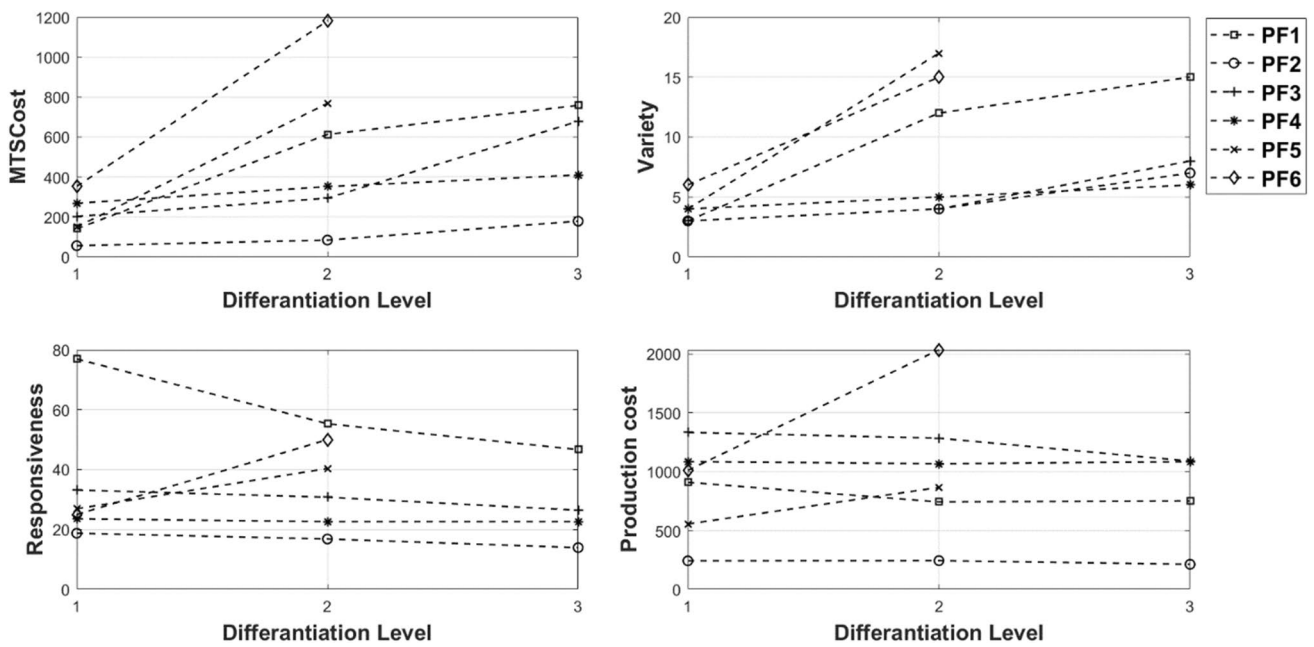 1200
1000
800
600
400
200
0
MTSCost
1
2
3
Differantiation Level
20
15
10
5
0
Variety
1
2
3
Differantiation Level
PF1
PF2
PF3
PF4
PF5
PF6
80
60
40
20
0
Responsiveness
1
2
3
Differantiation Level
2000
1500
1000
500
0
Production cost
1
2
3
Differantiation Level